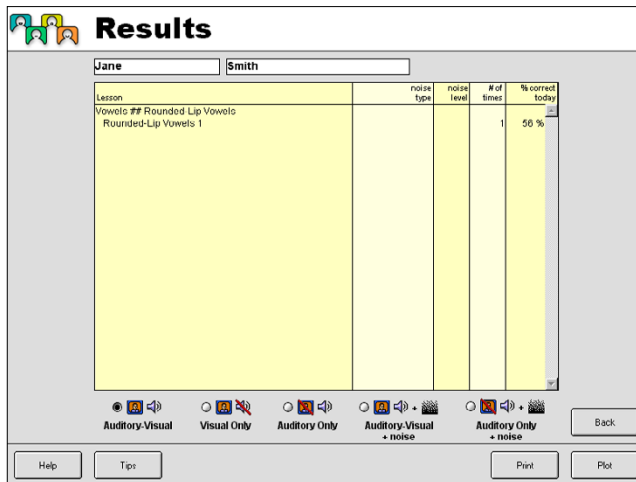 Results
Jane Smith
Lesson noise type noise level # of times % correct today
Vowels ## Rounded-Lip Vowels
Rounded-Lip Vowels 1 1 56 %
Auditory-Visual Visual Only Auditory Only Auditory-Visual + noise Auditory Only + noise
Back
Help Tips Print Plot